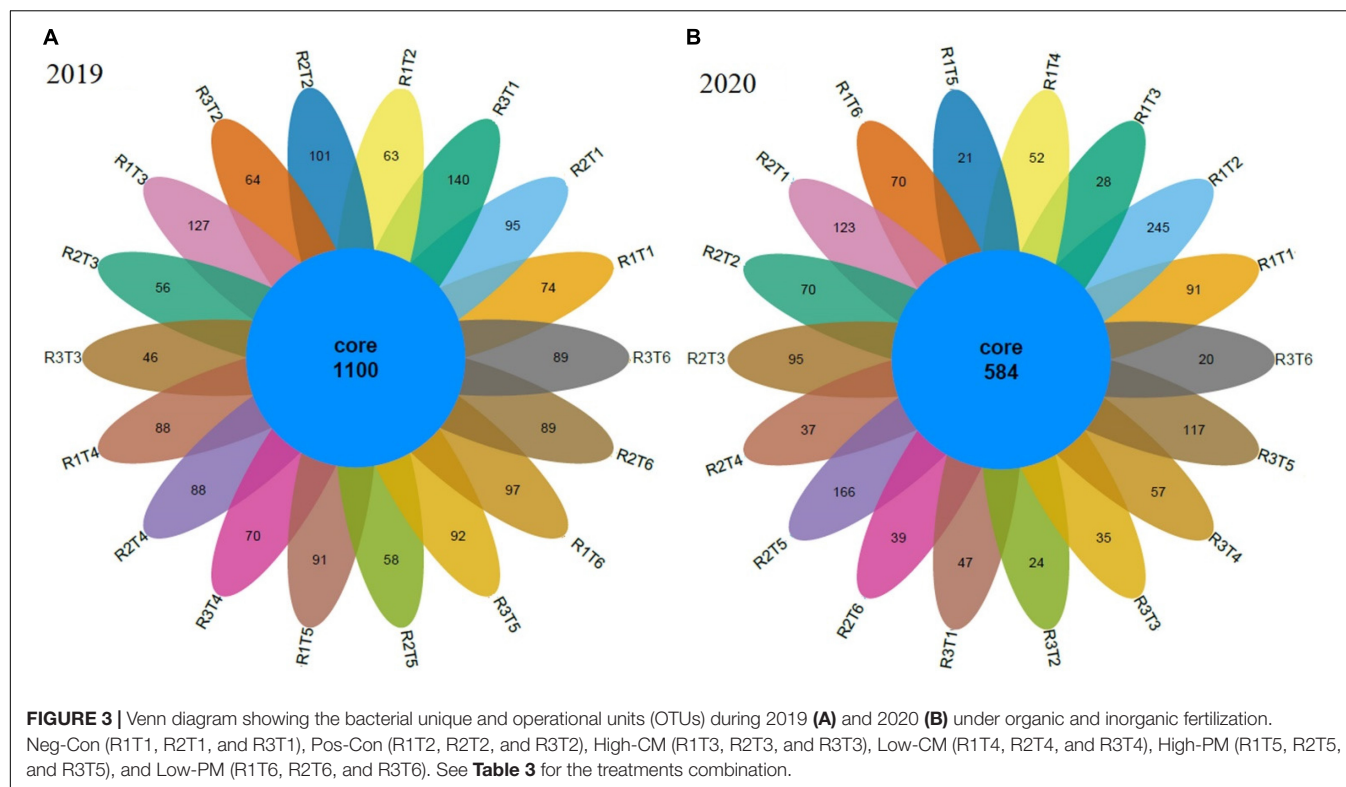 A
B
2019
2020
R2T2
R1T2
R3T2
R3T1
R1T3
R2T1
R2T3
R1T1
R3T3
R3T6
R1T4
R2T6
R2T4
R1T6
R3T4
R3T5
R1T5
R2T5
101
63
64
140
127
95
56
74
46
89
88
89
88
97
70
92
91
58
core
1100
R1T5
R1T4
R1T6
R1T3
R2T1
R1T2
R2T2
R1T1
R2T3
R3T6
R2T4
R3T5
R2T5
R3T4
R2T6
R3T3
R3T1
R3T2
21
52
70
28
123
245
70
91
95
20
37
117
166
57
39
35
47
24
core
584
FIGURE 3 | Venn diagram showing the bacterial unique and operational units (OTUs) during 2019 (A) and 2020 (B) under organic and inorganic fertilization.
Neg-Con (R1T1, R2T1, and R3T1), Pos-Con (R1T2, R2T2, and R3T2), High-CM (R1T3, R2T3, and R3T3), Low-CM (R1T4, R2T4, and R3T4), High-PM (R1T5, R2T5,
and R3T5), and Low-PM (R1T6, R2T6, and R3T6). See Table 3 for the treatments combination.